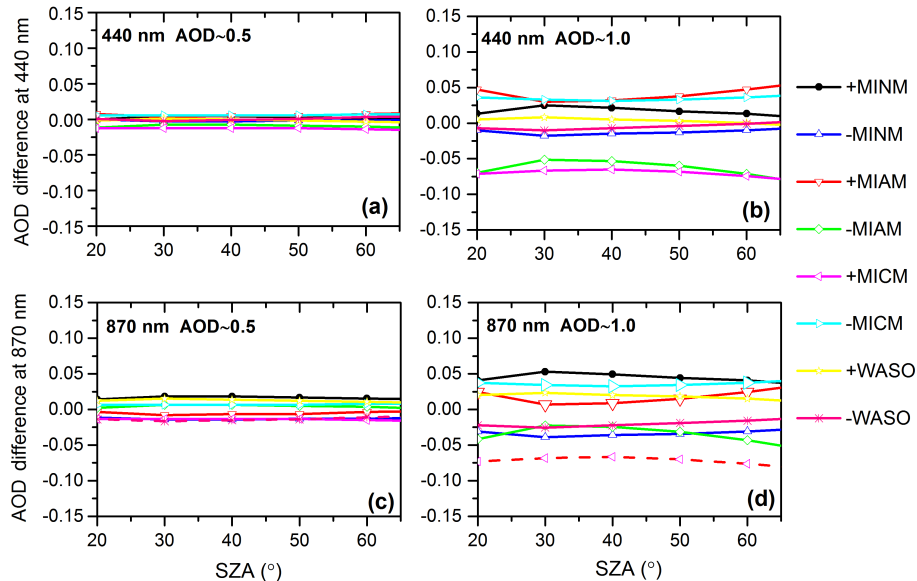 440 nm AOD~0.5
440 nm AOD~1.0
AOD difference at 440 nm
0.15
0.10
0.05
0.00
-0.05
-0.10
-0.15
(a)
20 30 40 50 60
0.15
0.10
0.05
0.00
-0.05
-0.10
-0.15
(b)
20 30 40 50 60
870 nm AOD~0.5
870 nm AOD~1.0
AOD difference at 870 nm
0.15
0.10
0.05
0.00
-0.05
-0.10
-0.15
(c)
20 30 40 50 60
SZA (°)
0.15
0.10
0.05
0.00
-0.05
-0.10
-0.15
(d)
20 30 40 50 60
SZA (°)
+MINM
-MINM
+MIAM
-MIAM
+MICM
-MICM
+WASO
-WASO